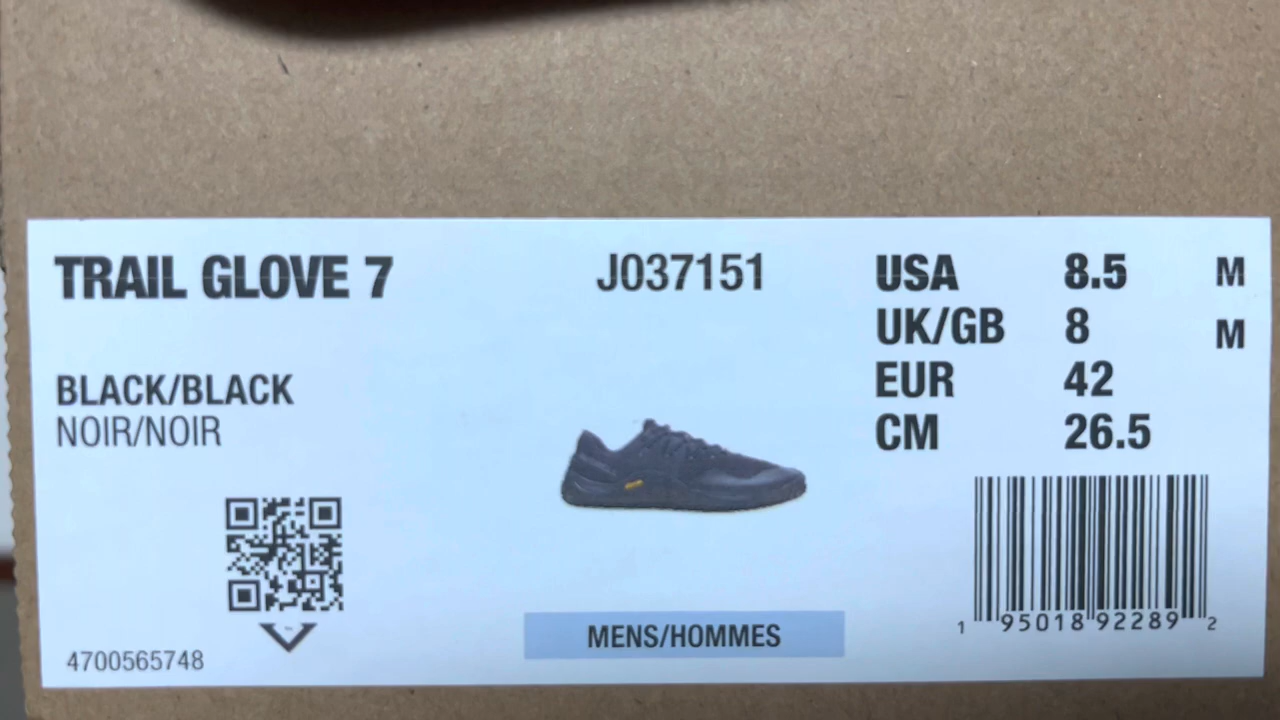 TRAIL GLOVE 7
J037151
USA 8.5 M
UK/GB 8 M
EUR 42
CM 26.5
BLACK/BLACK
NOIR/NOIR
MENS/HOMMES
4700565748
1 95018 92289 2